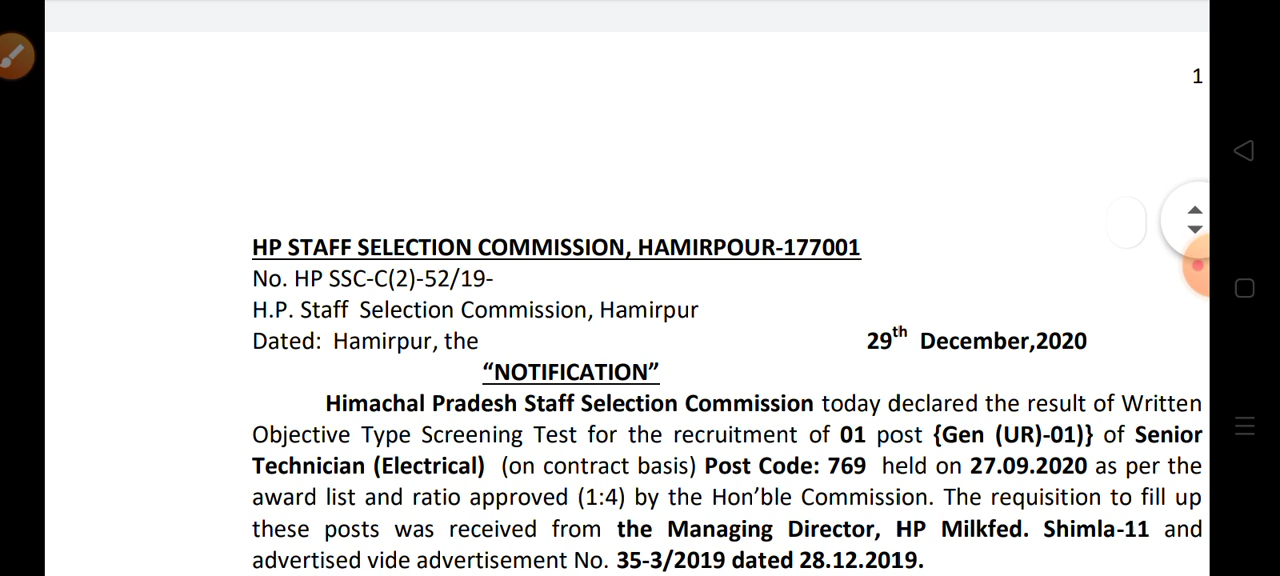 1
HP STAFF SELECTION COMMISSION, HAMIRPOUR-177001
No. HP SSC-C(2)-52/19-
H.P. Staff Selection Commission, Hamirpur
Dated: Hamirpur, the 29th December,2020
“NOTIFICATION”
Himachal Pradesh Staff Selection Commission today declared the result of Written
Objective Type Screening Test for the recruitment of 01 post {Gen (UR)-01)} of Senior
Technician (Electrical) (on contract basis) Post Code: 769 held on 27.09.2020 as per the
award list and ratio approved (1:4) by the Hon’ble Commission. The requisition to fill up
these posts was received from the Managing Director, HP Milkfed. Shimla-11 and
advertised vide advertisement No. 35-3/2019 dated 28.12.2019.